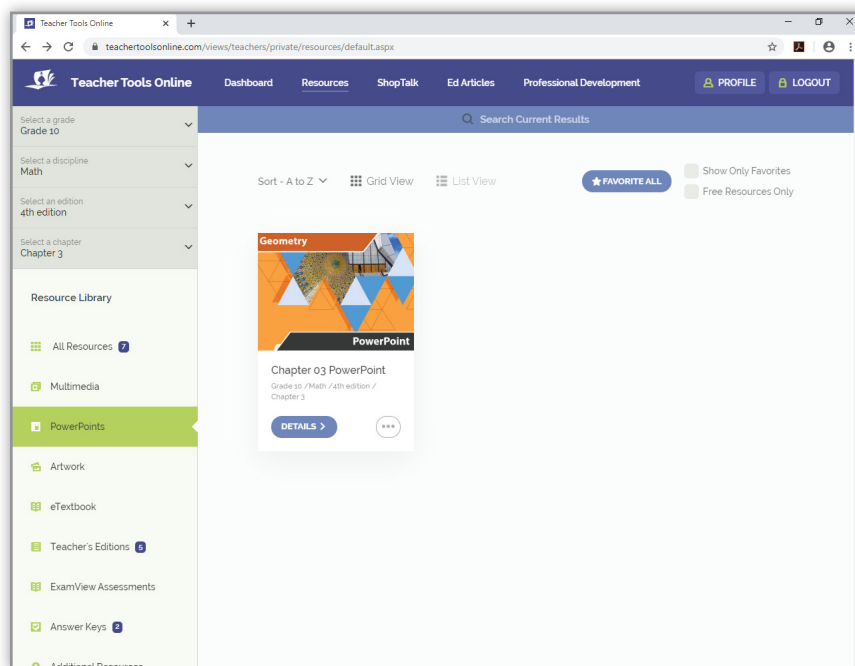 Teacher Tools Online
teachertoolsonline.com/views/teachers/private/resources/default.aspx
Teacher Tools Online Dashboard Resources ShopTalk Ed Articles Professional Development PROFILE LOGOUT
Select a grade
Grade 10
Select a discipline
Math
Select an edition
4th edition
Select a chapter
Chapter 3
Resource Library
All Resources 7
Multimedia
PowerPoints
Artwork
eTextbook
Teacher's Editions 5
ExamView Assessments
Answer Keys 2
Additional Resources
Search Current Results
Sort - A to Z Grid View List View FAVORITE ALL
Show Only Favorites
Free Resources Only
Geometry
PowerPoint
Chapter 03 PowerPoint
Grade 10 /Math /4th edition /
Chapter 3
DETAILS